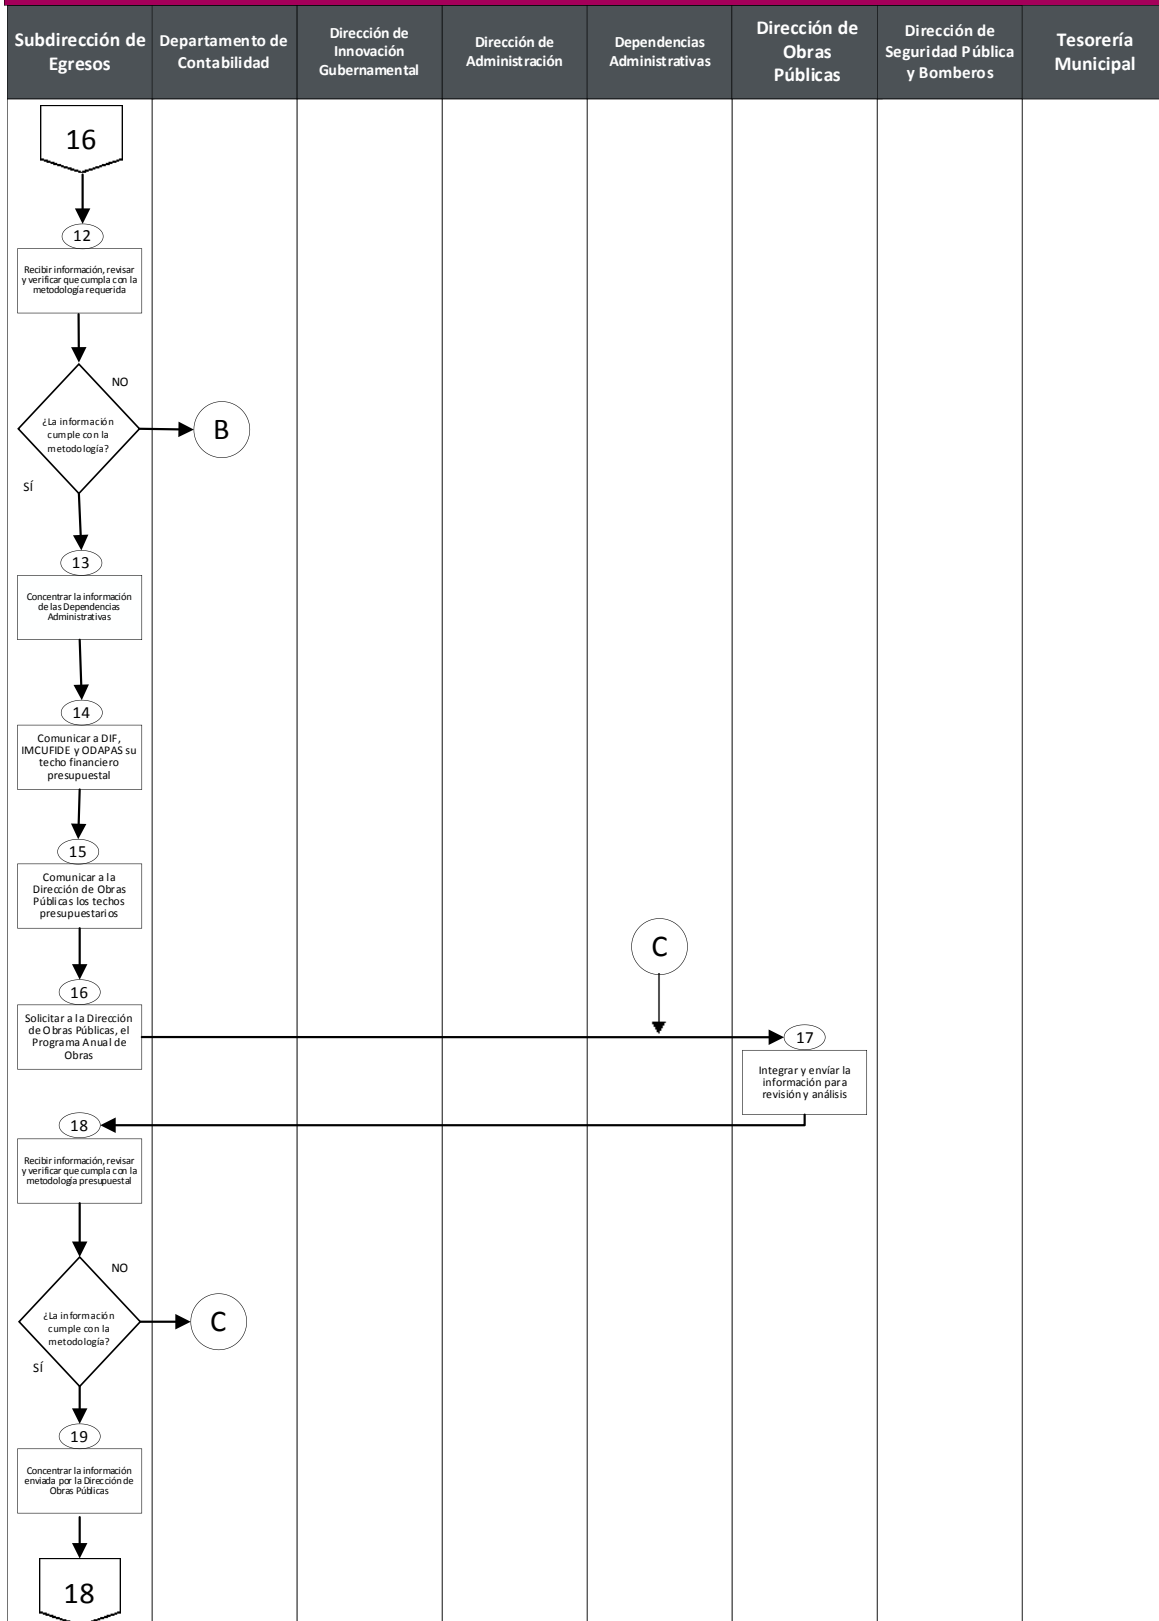 Subdirección de
Egresos
Departamento de
Contabilidad
Dirección de
Innovación
Gubernamental
Dirección de
Administración
Dependencias
Administrativas
Dirección de
Obras
Públicas
Dirección de
Seguridad Pública
y Bomberos
Tesorería
Municipal
16
12
Recibir información, revisar
y verificar que cumpla con la
metodología requerida
NO
¿La información
cumple con la
metodología?
B
SÍ
13
Concentrar la información
de las Dependencias
Administrativas
14
Comunicar a DIF,
IMCUFIDE y ODAPAS su
techo financiero
presupuestal
15
Comunicar a la
Dirección de Obras
Públicas los techos
presupuestarios
C
16
Solicitar a la Dirección
de Obras Públicas, el
Programa Anual de
Obras
17
Integrar y envíar la
información para
revisión y análisis
18
Recibir información, revisar
y verificar que cumpla con la
metodología presupuestal
NO
¿La información
cumple con la
metodología?
C
SÍ
19
Concentrar la información
enviada por la Dirección de
Obras Públicas
18